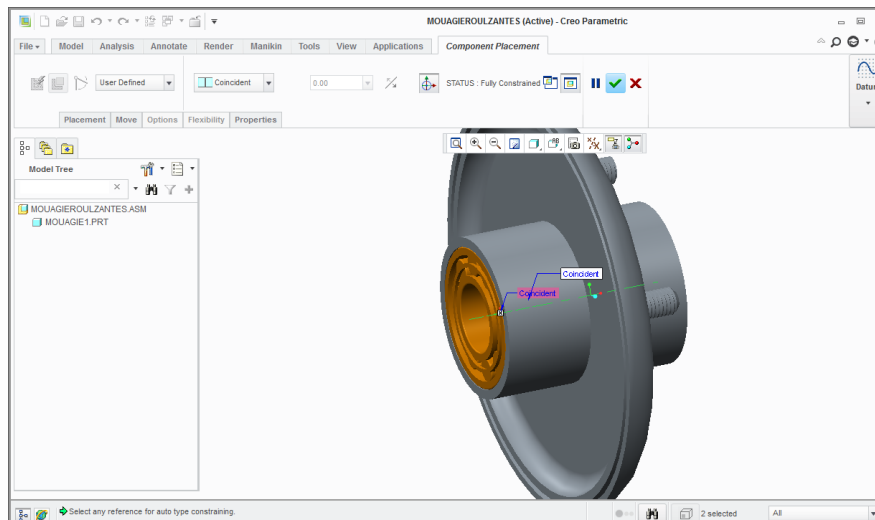 MOUAGIEROULZANTES (Active) - Creo Parametric
File Model Analysis Annotate Render Manikin Tools View Applications Component Placement
User Defined Coincident 0.00 STATUS : Fully Constrained
Datum
Placement Move Options Flexibility Properties
Model Tree
MOUAGIEROULZANTES.ASM
MOUAGIE1.PRT
Coincident
Coincident
Select any reference for auto type constraining. 2 selected All